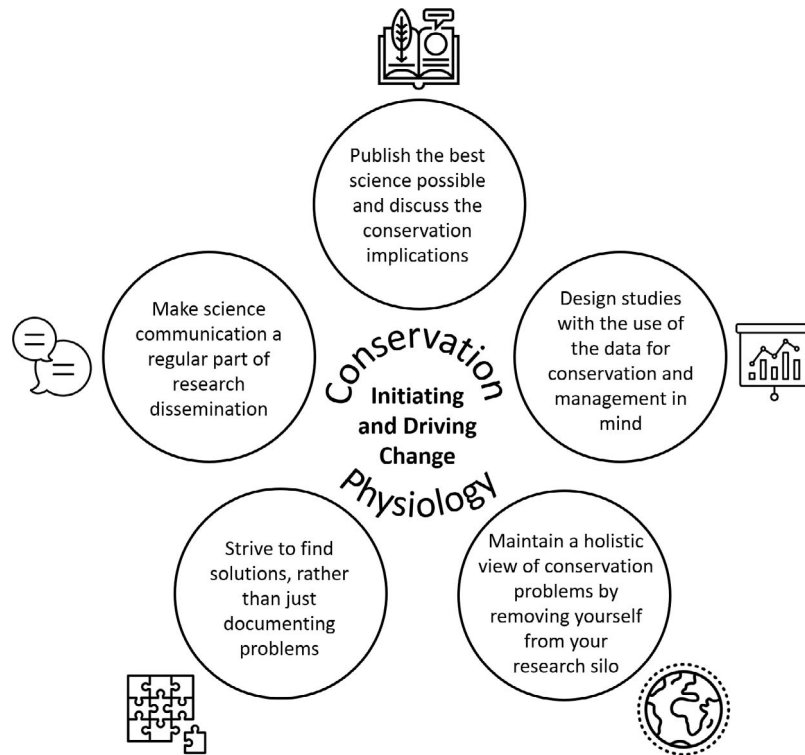 Publish the best
science possible
and discuss the
conservation
implications
Design studies
with the use of
the data for
conservation and
management in
mind
Maintain a holistic
view of conservation
problems by
removing yourself
from your
research silo
Strive to find
solutions, rather
than just
documenting
problems
Make science
communication a
regular part of
research
dissemination
Conservation
Initiating
and Driving
Change
Physiology